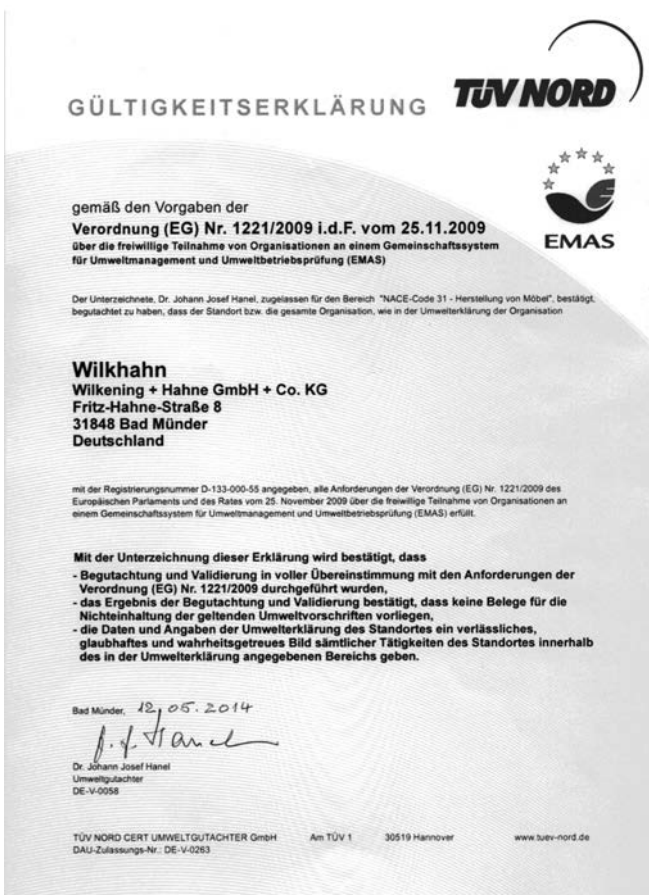 TÜV NORD
GÜLTIGKEITSERKLÄRUNG
EMAS
gemäß den Vorgaben der
Verordnung (EG) Nr. 1221/2009 i.d.F. vom 25.11.2009
über die freiwillige Teilnahme von Organisationen an einem Gemeinschaftssystem
für Umweltmanagement und Umweltbetriebsprüfung (EMAS)
Der Unterzeichnete, Dr. Johann Josef Hanel, zugelassen für den Bereich "NACE-Code 31 - Herstellung von Möbel", bestätigt,
begutachtet zu haben, dass der Standort bzw. die gesamte Organisation, wie in der Umwelterklärung der Organisation
Wilkhahn
Wilkening + Hahne GmbH + Co. KG
Fritz-Hahne-Straße 8
31848 Bad Münder
Deutschland
mit der Registrierungsnummer D-133-000-55 angegeben, alle Anforderungen der Verordnung (EG) Nr. 1221/2009 des
Europäischen Parlaments und des Rates vom 25. November 2009 über die freiwillige Teilnahme von Organisationen an
einem Gemeinschaftssystem für Umweltmanagement und Umweltbetriebsprüfung (EMAS) erfüllt.
Mit der Unterzeichnung dieser Erklärung wird bestätigt, dass
- Begutachtung und Validierung in voller Übereinstimmung mit den Anforderungen der
Verordnung (EG) Nr. 1221/2009 durchgeführt wurden,
- das Ergebnis der Begutachtung und Validierung bestätigt, dass keine Belege für die
Nichteinhaltung der geltenden Umweltvorschriften vorliegen,
- die Daten und Angaben der Umwelterklärung des Standortes ein verlässliches,
glaubhaftes und wahrheitsgetreues Bild sämtlicher Tätigkeiten des Standortes innerhalb
des in der Umwelterklärung angegebenen Bereichs geben.
Bad Münder, 12.05.2014
J. J. Hanel
Dr. Johann Josef Hanel
Umweltgutachter
DE-V-0058
TÜV NORD CERT UMWELTGUTACHTER GmbH Am TÜV 1 30519 Hannover www.tuev-nord.de
DAU-Zulassungs-Nr.: DE-V-0263